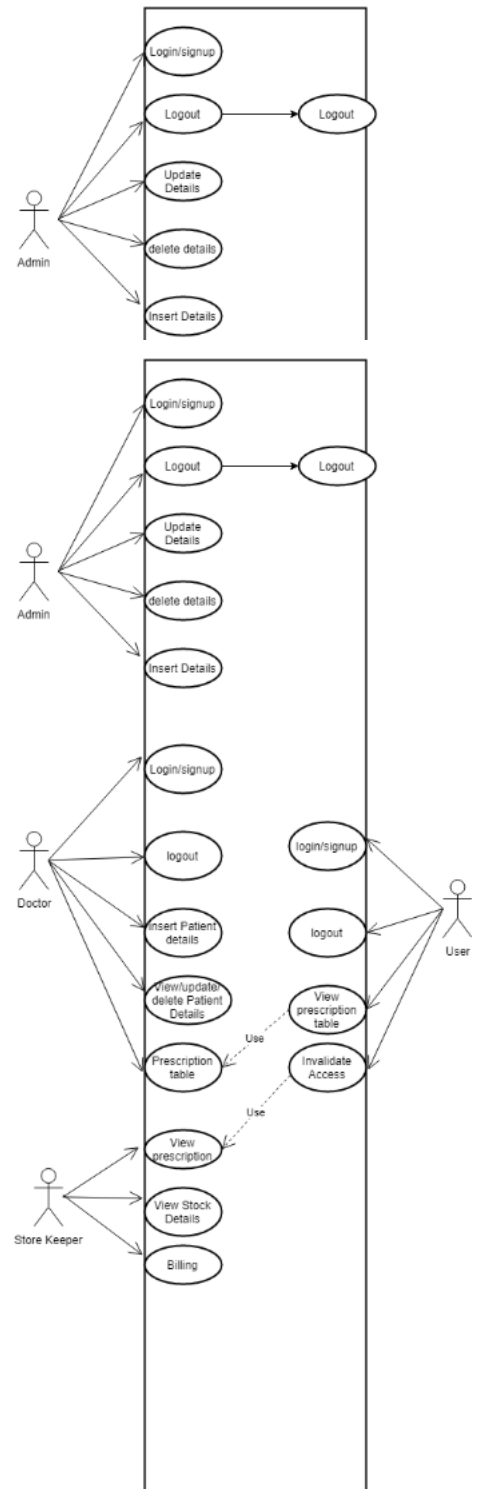 Login/signup
Logout
Logout
Update
Details
delete details
Admin
Insert Details
Login/signup
Logout
Logout
Update
Details
delete details
Admin
Insert Details
Login/signup
login/signup
logout
Doctor
insert Patient
details
logout
User
View/update/
delete Patient
Details
View
prescription
table
Use
Prescription
table
Invalidate
Access
Use
View
prescription
View Stock
Details
Store Keeper
Billing